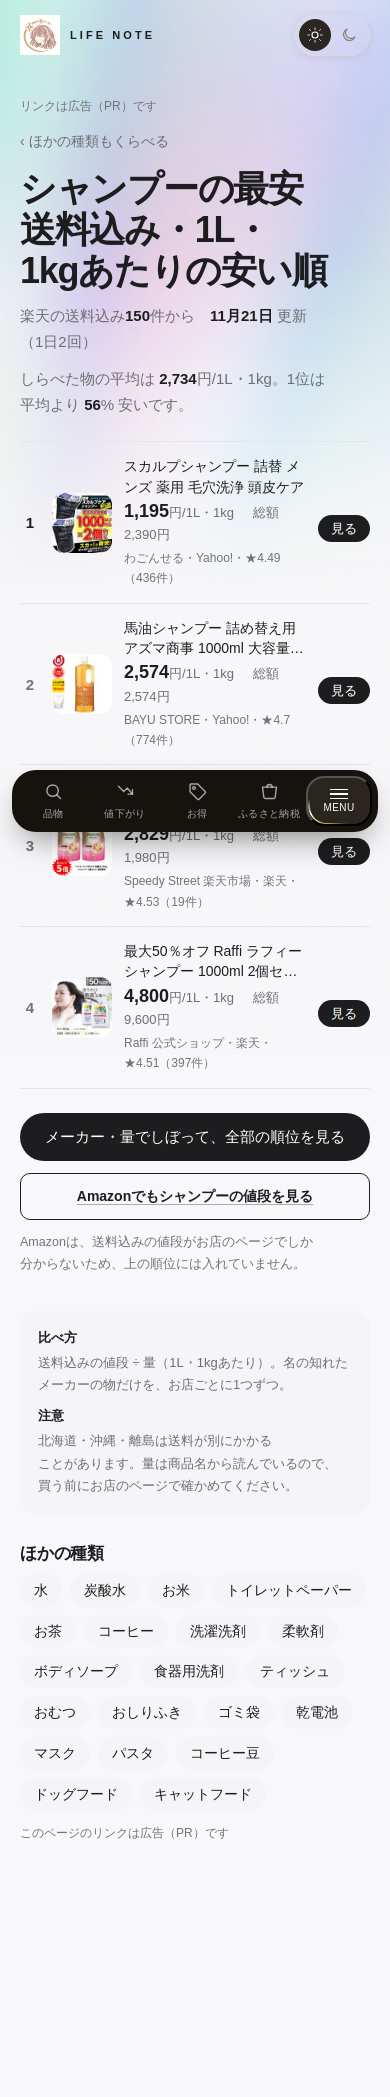 LIFE NOTE
リンクは広告（PR）です
‹ ほかの種類もくらべる
シャンプーの最安
送料込み・1L・
1kgあたりの安い順
楽天の送料込み150件から　11月21日 更新
（1日2回）
しらべた物の平均は 2,734円/1L・1kg。1位は
平均より 56% 安いです。
1
スカルプシャンプー 詰替 メ
ンズ 薬用 毛穴洗浄 頭皮ケア
1,195円/1L・1kg　総額
2,390円
わごんせる・Yahoo!・★4.49
（436件）
見る
2
馬油シャンプー 詰め替え用
アズマ商事 1000ml 大容量…
2,574円/1L・1kg　総額
2,574円
BAYU STORE・Yahoo!・★4.7
（774件）
見る
品物
値下がり
お得
ふるさと納税
MENU
3
2,829円/1L・1kg　総額
1,980円
Speedy Street 楽天市場・楽天・
★4.53（19件）
見る
4
最大50％オフ Raffi ラフィー
シャンプー 1000ml 2個セ…
4,800円/1L・1kg　総額
9,600円
Raffi 公式ショップ・楽天・
★4.51（397件）
見る
メーカー・量でしぼって、全部の順位を見る
Amazonでもシャンプーの値段を見る
Amazonは、送料込みの値段がお店のページでしか
分からないため、上の順位には入れていません。
比べ方
送料込みの値段 ÷ 量（1L・1kgあたり）。名の知れた
メーカーの物だけを、お店ごとに1つずつ。
注意
北海道・沖縄・離島は送料が別にかかる
ことがあります。量は商品名から読んでいるので、
買う前にお店のページで確かめてください。
ほかの種類
水
炭酸水
お米
トイレットペーパー
お茶
コーヒー
洗濯洗剤
柔軟剤
ボディソープ
食器用洗剤
ティッシュ
おむつ
おしりふき
ゴミ袋
乾電池
マスク
パスタ
コーヒー豆
ドッグフード
キャットフード
このページのリンクは広告（PR）です